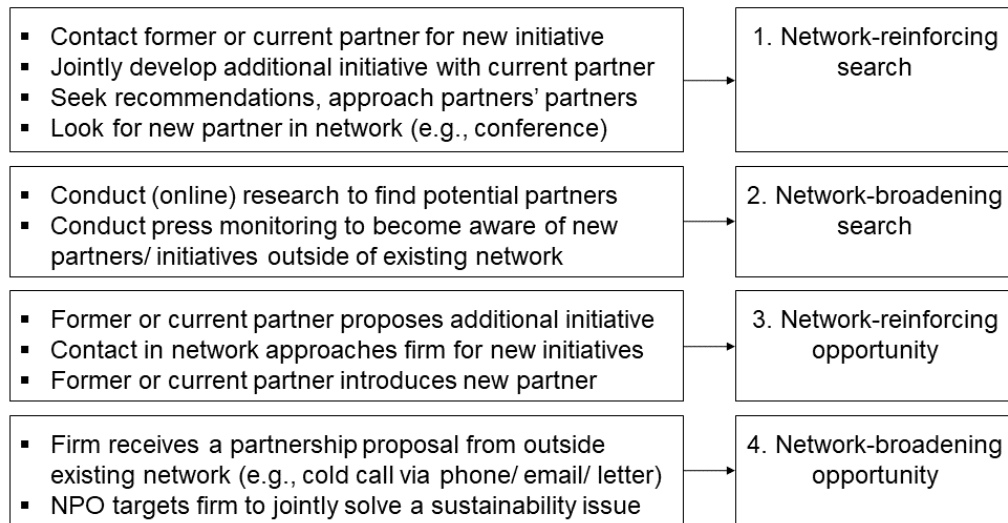 ▪ Contact former or current partner for new initiative
▪ Jointly develop additional initiative with current partner
▪ Seek recommendations, approach partners’ partners
▪ Look for new partner in network (e.g., conference)
1. Network-reinforcing
search
▪ Conduct (online) research to find potential partners
▪ Conduct press monitoring to become aware of new
partners/ initiatives outside of existing network
2. Network-broadening
search
▪ Former or current partner proposes additional initiative
▪ Contact in network approaches firm for new initiatives
▪ Former or current partner introduces new partner
3. Network-reinforcing
opportunity
▪ Firm receives a partnership proposal from outside
existing network (e.g., cold call via phone/ email/ letter)
▪ NPO targets firm to jointly solve a sustainability issue
4. Network-broadening
opportunity